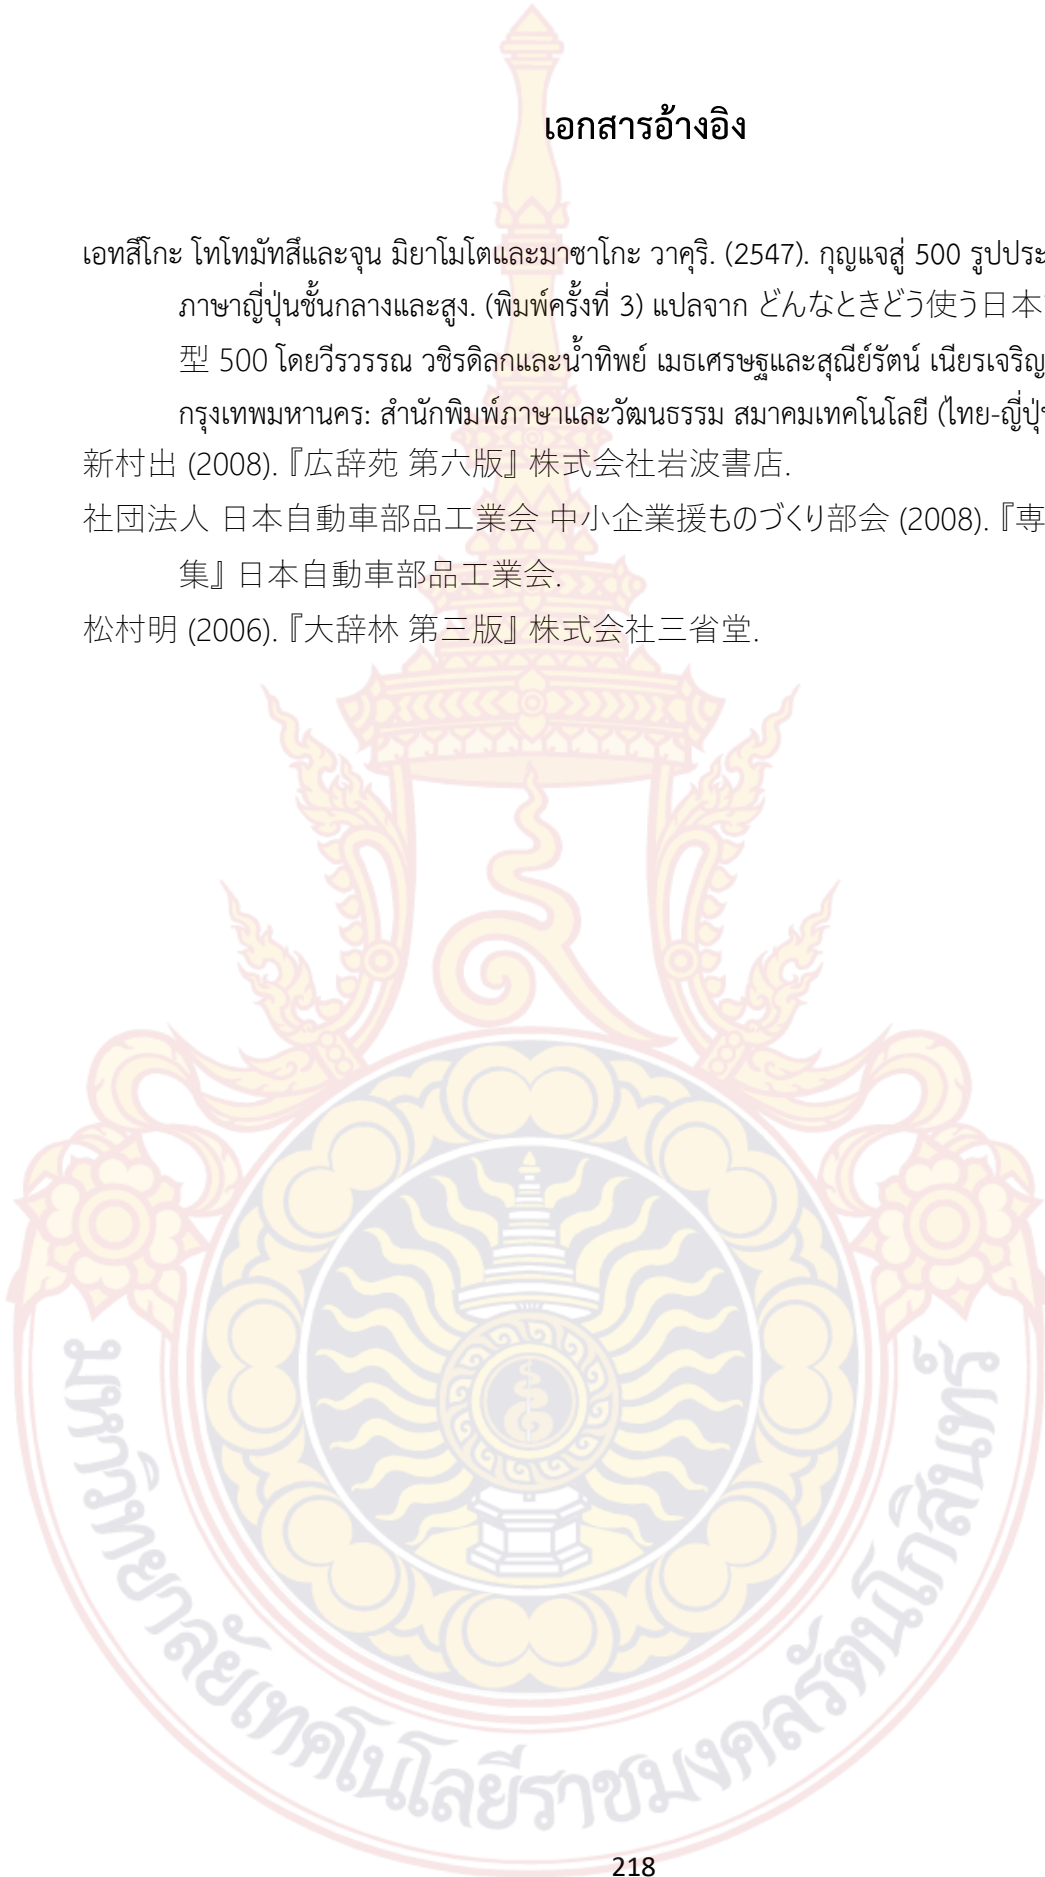 เอกสารอ้างอิง
เอทสึโกะ โทโทมัทสึและจุน มิยาโมโตและมาซาโกะ วาคุริ. (2547). กุญแจสู่ 500 รูปประ
ภาษาญี่ปุ่นชั้นกลางและสูง. (พิมพ์ครั้งที่ 3) แปลจาก どんなときどう使う日本
型 500 โดยวีรวรรณ วชิรดิลกและน้ำทิพย์ เมธเศรษฐและสุณีย์รัตน์ เนียรเจริญ
กรุงเทพมหานคร: สำนักพิมพ์ภาษาและวัฒนธรรม สมาคมเทคโนโลยี (ไทย-ญี่ปุ่
新村出 (2008).『広辞苑 第六版』 株式会社岩波書店.
社団法人 日本自動車部品工業会 中小企業援ものづくり部会 (2008).『専
集』 日本自動車部品工業会.
松村明 (2006).『大辞林 第三版』 株式会社三省堂.
มหาวิทยาลัยเทคโนโลยีราชมงคลรัตนโกสินทร์
218